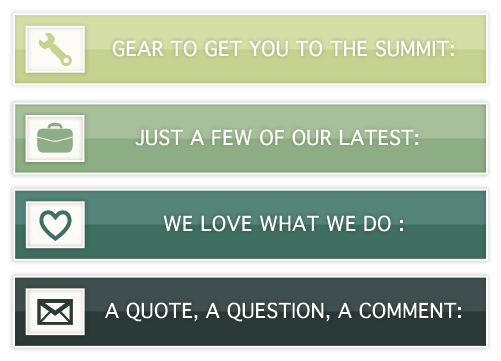 GEAR TO GET YOU TO THE SUMMIT:
JUST A FEW OF OUR LATEST:
WE LOVE WHAT WE DO :
A QUOTE, A QUESTION, A COMMENT: